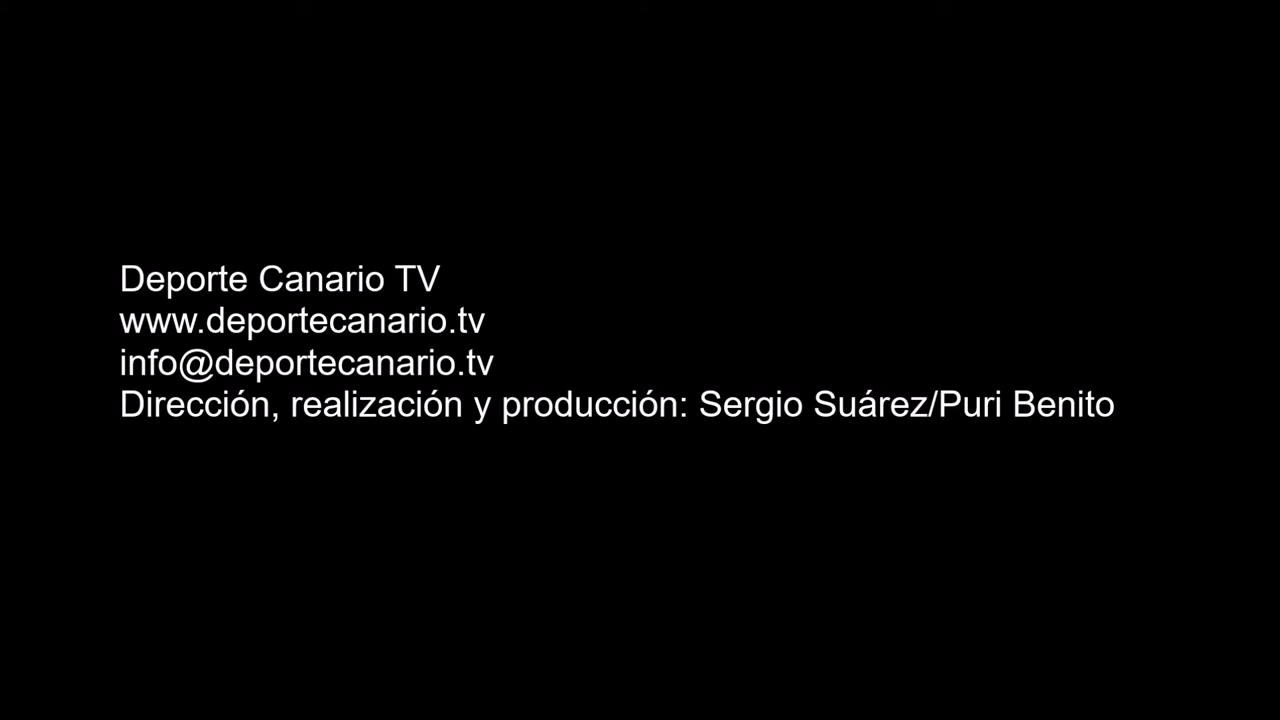 Deporte Canario TV
www.deportecanario.tv
info@deportecanario.tv
Dirección, realización y producción: Sergio Suárez/Puri Benito